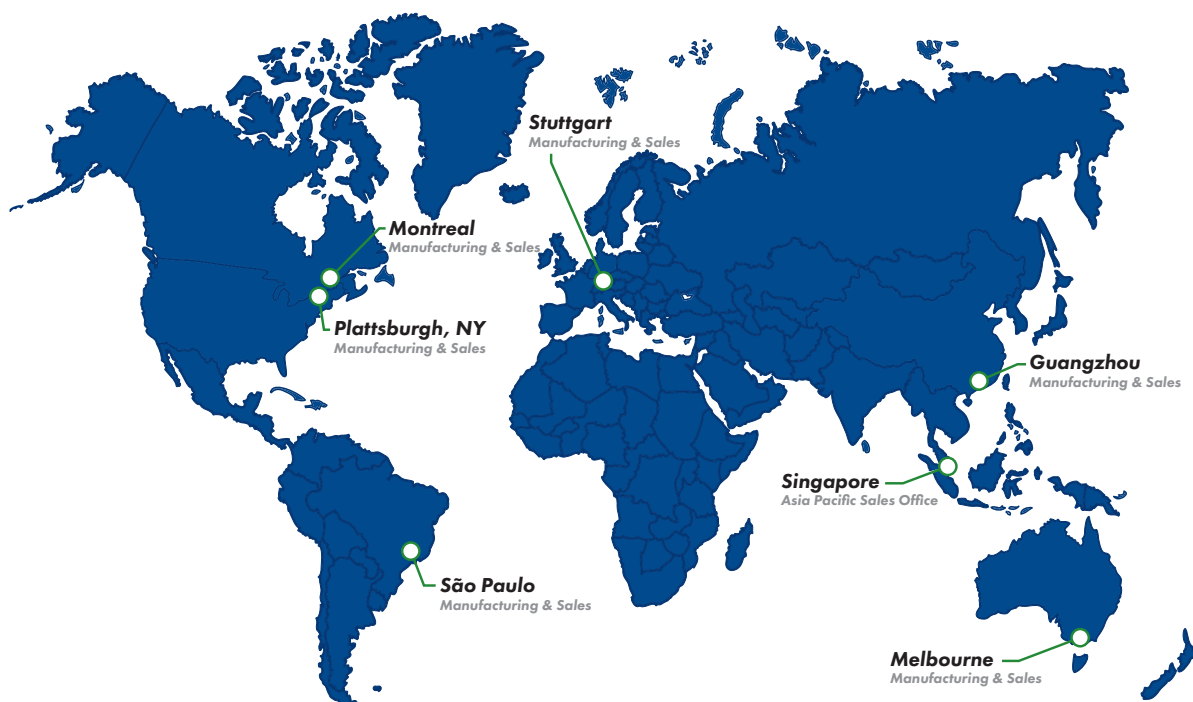 Stuttgart
Manufacturing & Sales
Montreal
Manufacturing & Sales
Plattsburgh, NY
Manufacturing & Sales
Guangzhou
Manufacturing & Sales
Singapore
Asia Pacific Sales Office
São Paulo
Manufacturing & Sales
Melbourne
Manufacturing & Sales